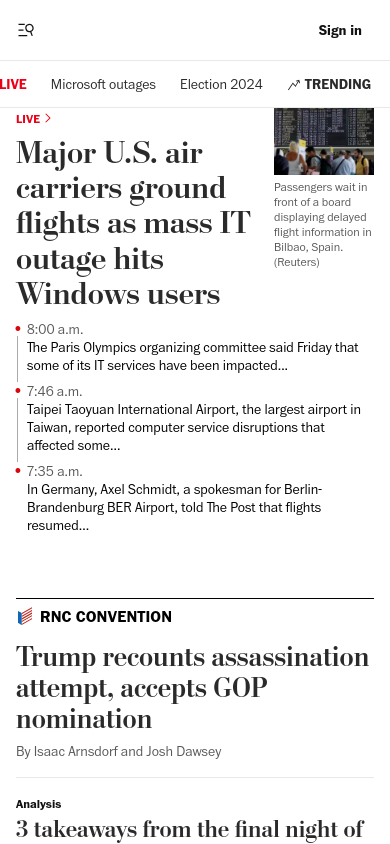 Sign in
LIVE Microsoft outages Election 2024 TRENDING
LIVE
Major U.S. air
carriers ground
flights as mass IT
outage hits
Windows users
Passengers wait in
front of a board
displaying delayed
flight information in
Bilbao, Spain.
(Reuters)
8:00 a.m.
The Paris Olympics organizing committee said Friday that
some of its IT services have been impacted...
7:46 a.m.
Taipei Taoyuan International Airport, the largest airport in
Taiwan, reported computer service disruptions that
affected some...
7:35 a.m.
In Germany, Axel Schmidt, a spokesman for Berlin-
Brandenburg BER Airport, told The Post that flights
resumed...
RNC CONVENTION
Trump recounts assassination
attempt, accepts GOP
nomination
By Isaac Arnsdorf and Josh Dawsey
Analysis
3 takeaways from the final night of